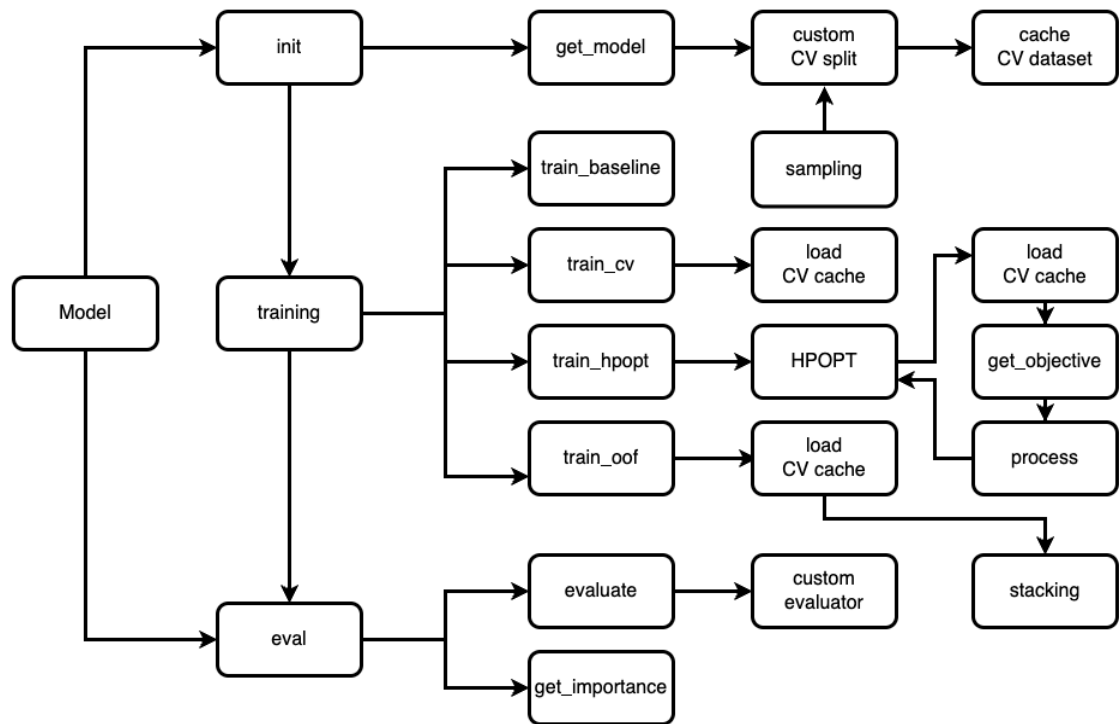 init
get_model
custom
CV split
cache
CV dataset
train_baseline
sampling
Model
training
train_cv
load
CV cache
load
CV cache
train_hpopt
HPOPT
get_objective
train_oof
load
CV cache
process
eval
evaluate
custom
evaluator
stacking
get_importance